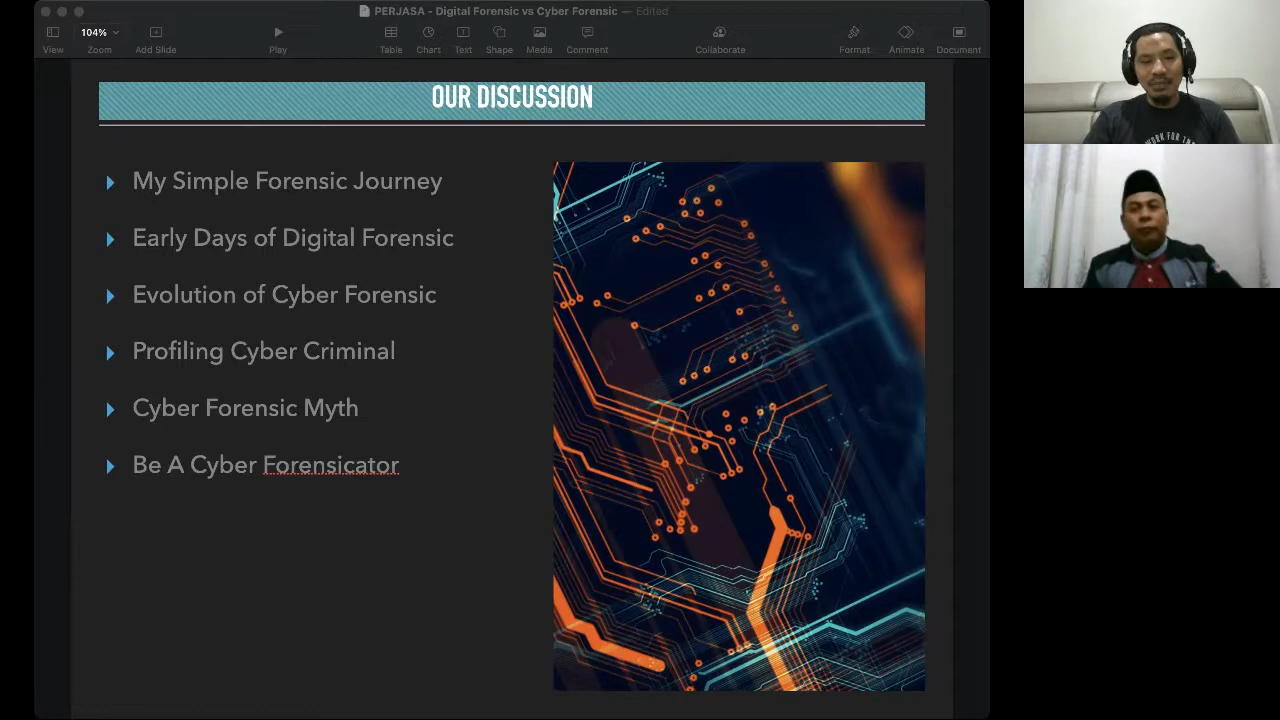 PERJASA - Digital Forensic vs Cyber Forensic — Edited
104%
View Zoom Add Slide Play Table Chart Text Shape Media Comment Collaborate Format Animate Document
OUR DISCUSSION
My Simple Forensic Journey
Early Days of Digital Forensic
Evolution of Cyber Forensic
Profiling Cyber Criminal
Cyber Forensic Myth
Be A Cyber Forensicator
WORK FOR